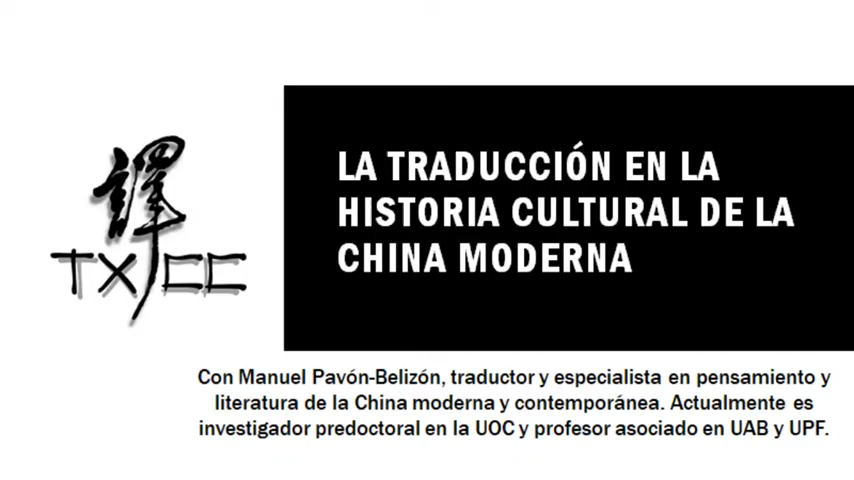 譯
TXICC
LA TRADUCCIÓN EN LA
HISTORIA CULTURAL DE LA
CHINA MODERNA
Con Manuel Pavón-Belizón, traductor y especialista en pensamiento y
literatura de la China moderna y contemporánea. Actualmente es
investigador predoctoral en la UOC y profesor asociado en UAB y UPF.